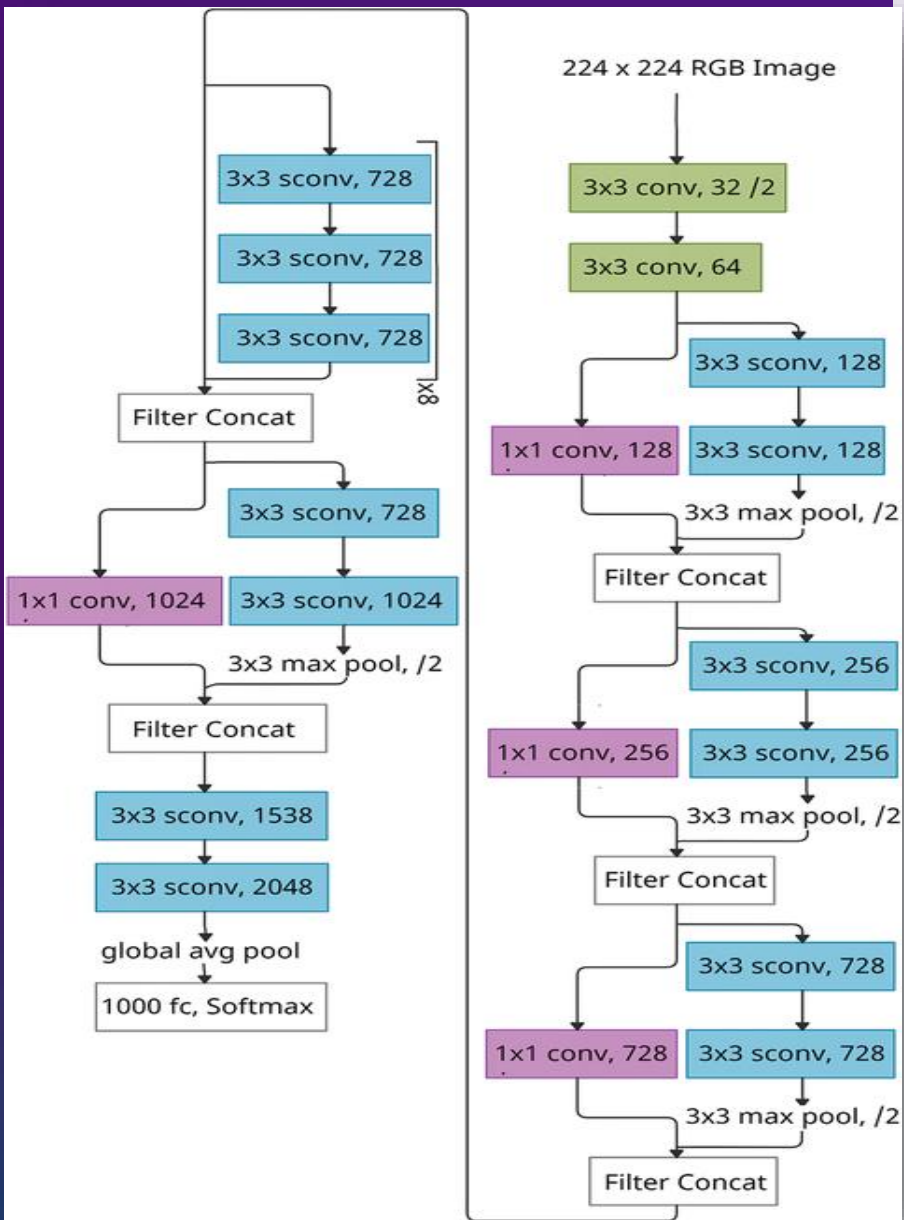 224 x 224 RGB Image
3x3 conv, 32 /2
3x3 conv, 64
3x3 sconv, 128
1x1 conv, 128
3x3 sconv, 128
3x3 max pool, /2
Filter Concat
3x3 sconv, 256
1x1 conv, 256
3x3 sconv, 256
3x3 max pool, /2
Filter Concat
3x3 sconv, 728
1x1 conv, 728
3x3 sconv, 728
3x3 max pool, /2
Filter Concat
3x3 sconv, 728
3x3 sconv, 728
3x3 sconv, 728
x8
Filter Concat
3x3 sconv, 728
1x1 conv, 1024
3x3 sconv, 1024
3x3 max pool, /2
Filter Concat
3x3 sconv, 1538
3x3 sconv, 2048
global avg pool
1000 fc, Softmax